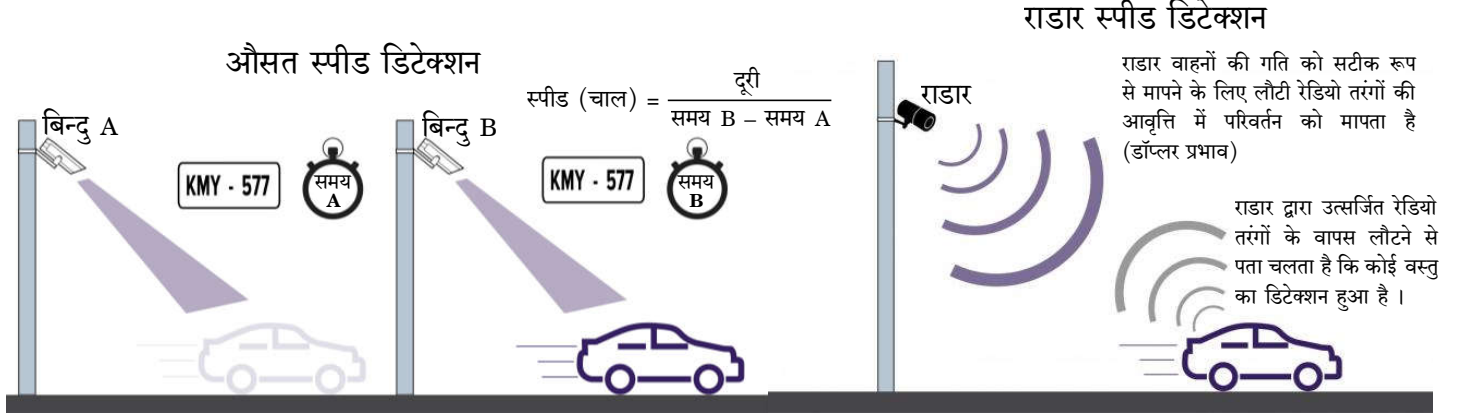 औसत स्पीड डिटेक्शन
स्पीड (चाल) = दूरी
समय B – समय A
बिन्दु A
KMY - 577
समय
A
बिन्दु B
KMY - 577
समय
B
राडार स्पीड डिटेक्शन
राडार
राडार वाहनों की गति को सटीक रूप
से मापने के लिए लौटी रेडियो तरंगों की
आवृत्ति में परिवर्तन को मापता है
(डॉप्लर प्रभाव)
राडार द्वारा उत्सर्जित रेडियो
तरंगों के वापस लौटने से
पता चलता है कि कोई वस्तु
का डिटेक्शन हुआ है ।